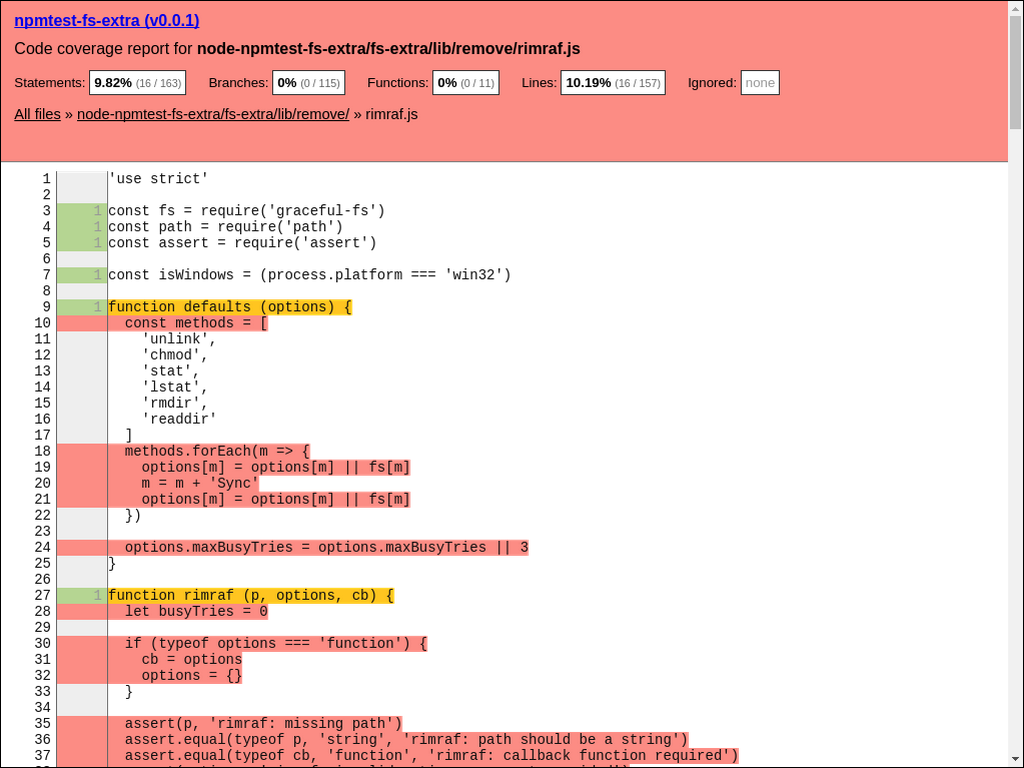 npmtest-fs-extra (v0.0.1)
Code coverage report for node-npmtest-fs-extra/fs-extra/lib/remove/rimraf.js
Statements: 9.82% (16 / 163) Branches: 0% (0 / 115) Functions: 0% (0 / 11) Lines: 10.19% (16 / 157) Ignored: none
All files » node-npmtest-fs-extra/fs-extra/lib/remove/ » rimraf.js
1 'use strict'
2
3 1 const fs = require('graceful-fs')
4 1 const path = require('path')
5 1 const assert = require('assert')
6
7 1 const isWindows = (process.platform === 'win32')
8
9 1 function defaults (options) {
10 const methods = [
11 'unlink',
12 'chmod',
13 'stat',
14 'lstat',
15 'rmdir',
16 'readdir'
17 ]
18 methods.forEach(m => {
19 options[m] = options[m] || fs[m]
20 m = m + 'Sync'
21 options[m] = options[m] || fs[m]
22 })
23
24 options.maxBusyTries = options.maxBusyTries || 3
25 }
26
27 1 function rimraf (p, options, cb) {
28 let busyTries = 0
29
30 if (typeof options === 'function') {
31 cb = options
32 options = {}
33 }
34
35 assert(p, 'rimraf: missing path')
36 assert.equal(typeof p, 'string', 'rimraf: path should be a string')
37 assert.equal(typeof cb, 'function', 'rimraf: callback function required')